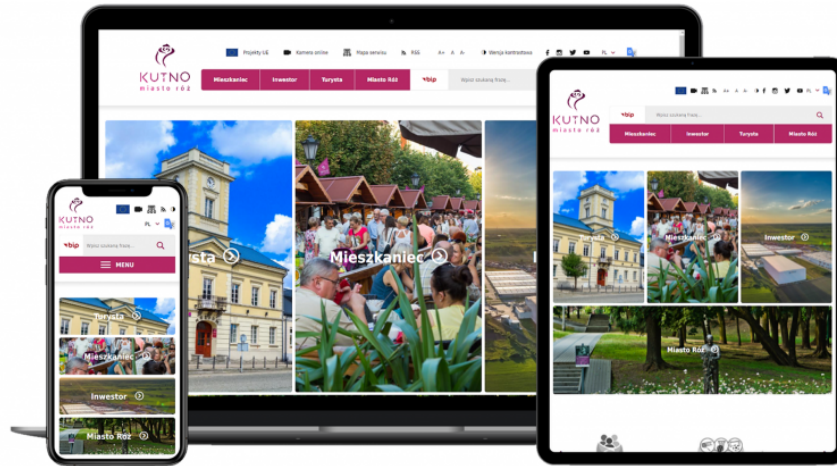 KUTNO
miasto róż
Projekty UE
Kamera online
Mapa serwisu
RSS
A+ A A-
Wersja kontrastowa
PL
Mieszkaniec
Inwestor
Turysta
Miasto Róż
bip
Wpisz szukaną frazę...
sta
Mieszkaniec
KUTNO
miasto róż
A+ A A-
PL
bip
Wpisz szukaną frazę...
Mieszkaniec
Inwestor
Turysta
Miasto Róż
Turysta
Mieszkaniec
Inwestor
Miasto Róż
KUTNO
miasto róż
PL
bip
Wpisz szukaną frazę...
MENU
Turysta
Mieszkaniec
Inwestor
Miasto Róż